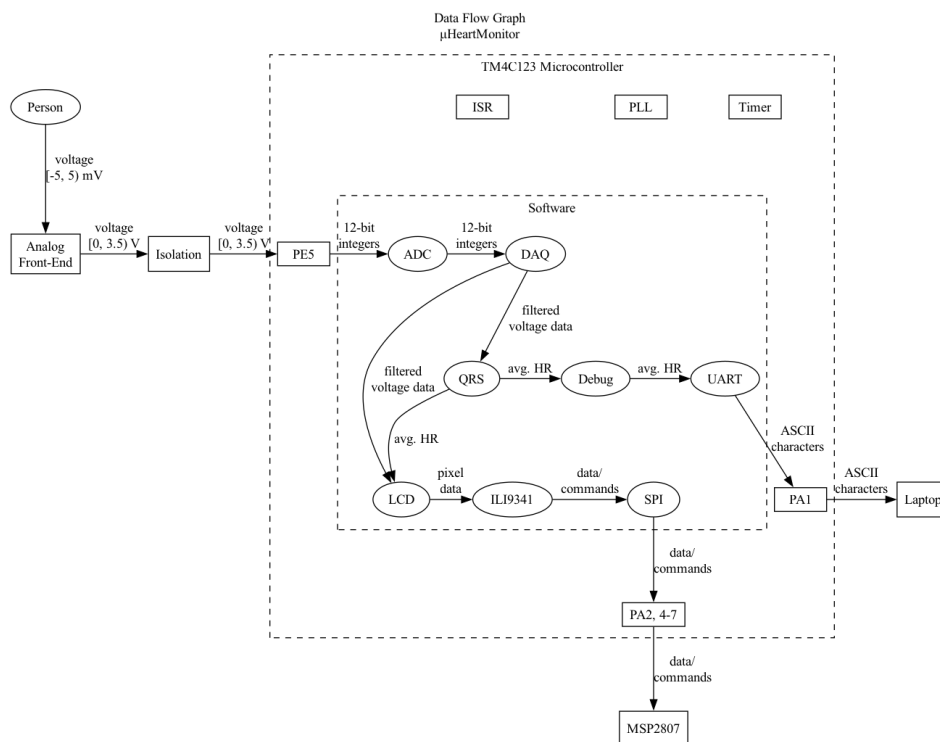 Data Flow Graph
µHeartMonitor
TM4C123 Microcontroller
ISR
PLL
Timer
Person
voltage
[-5, 5) mV
Software
Analog
Front-End
voltage
[0, 3.5) V
Isolation
voltage
[0, 3.5) V
PE5
12-bit
integers
ADC
12-bit
integers
DAQ
filtered
voltage data
filtered
voltage data
QRS
avg. HR
Debug
avg. HR
UART
avg. HR
ASCII
characters
LCD
pixel
data
ILI9341
data/
commands
SPI
PA1
ASCII
characters
Laptop
data/
commands
PA2, 4-7
data/
commands
MSP2807